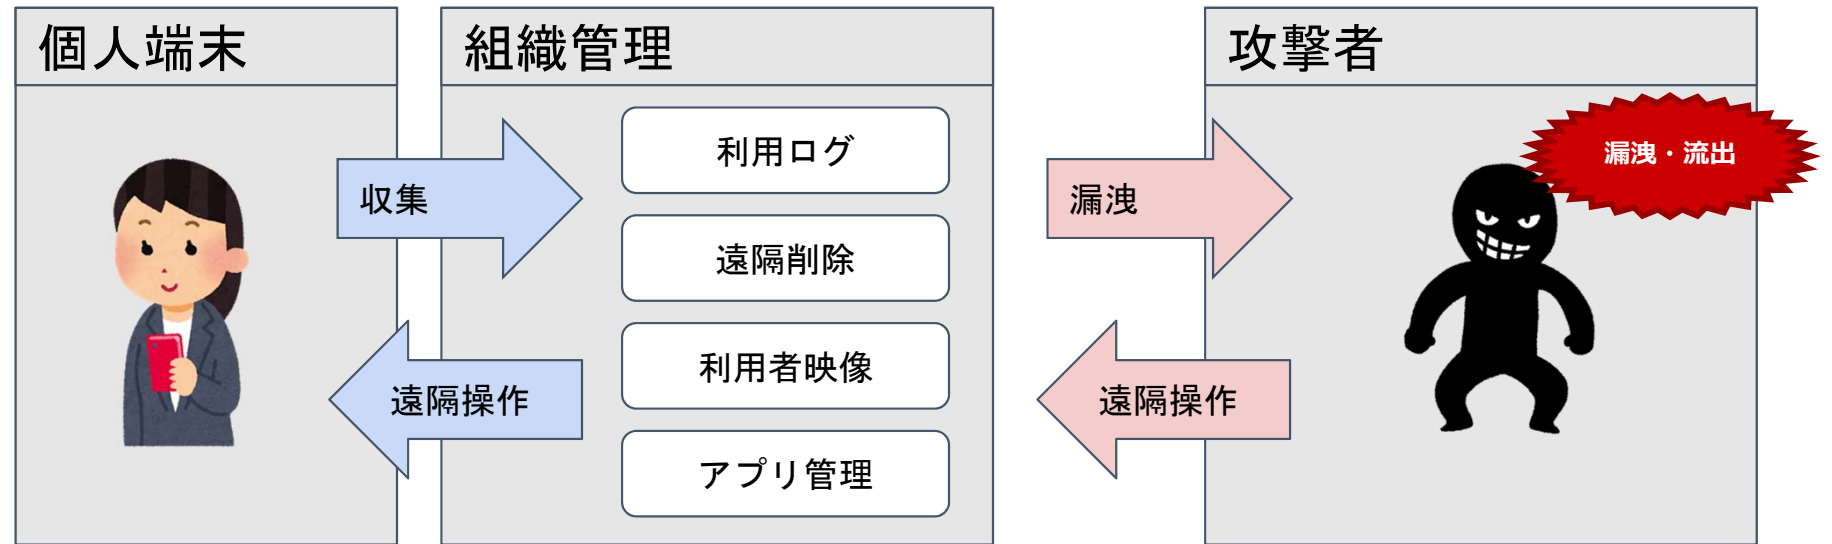 個人端末
組織管理
攻撃者
収集
遠隔操作
利用ログ
遠隔削除
利用者映像
アプリ管理
漏洩
遠隔操作
漏洩・流出